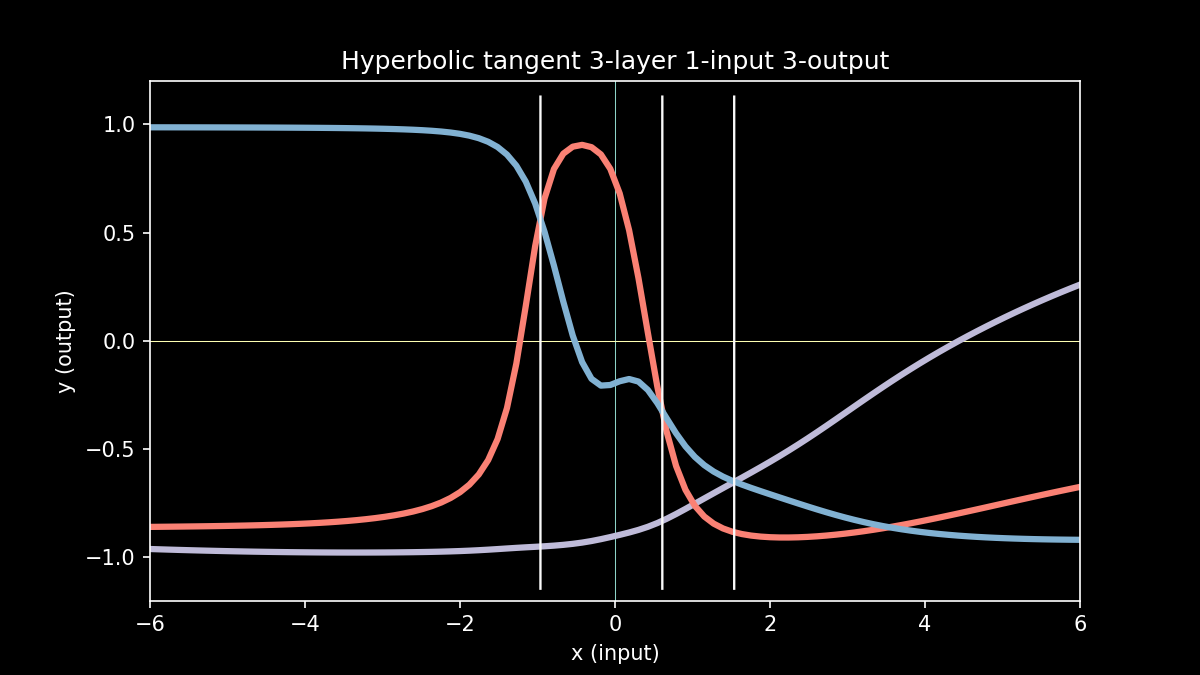 Hyperbolic tangent 3-layer 1-input 3-output
y (output)
1.0
0.5
0.0
−0.5
−1.0
−6 −4 −2 0 2 4 6
x (input)